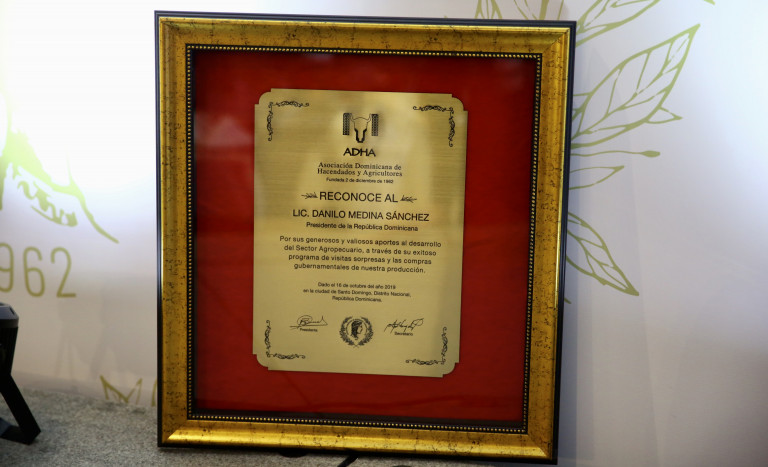 ADHA
Asociación Dominicana de
Hacendados y Agricultores
Fundada 2 de diciembre de 1962
RECONOCE AL
LIC. DANILO MEDINA SÁNCHEZ
Presidente de la República Dominicana
Por sus generosos y valiosos aportes al desarrollo
del Sector Agropecuario, a través de su exitoso
programa de visitas sorpresas y las compras
gubernamentales de nuestra producción.
Dado el 16 de octubre del año 2019
en la ciudad de Santo Domingo, Distrito Nacional,
República Dominicana.
Presidente
Secretario
962